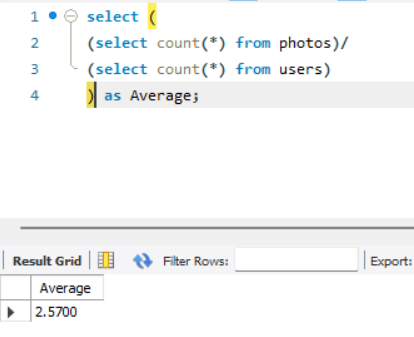 1 select (
2 (select count(*) from photos)/
3 (select count(*) from users)
4 ) as Average;
Result Grid Filter Rows: Export:
Average
2.5700